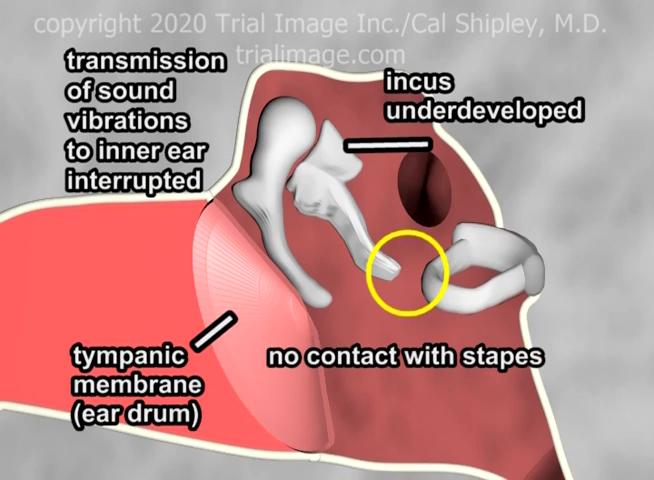 copyright 2020 Trial Image Inc./Cal Shipley, M.D.
trialimage.com
transmission
of sound
vibrations
to inner ear
interrupted
incus
underdeveloped
tympanic
membrane
(ear drum)
no contact with stapes